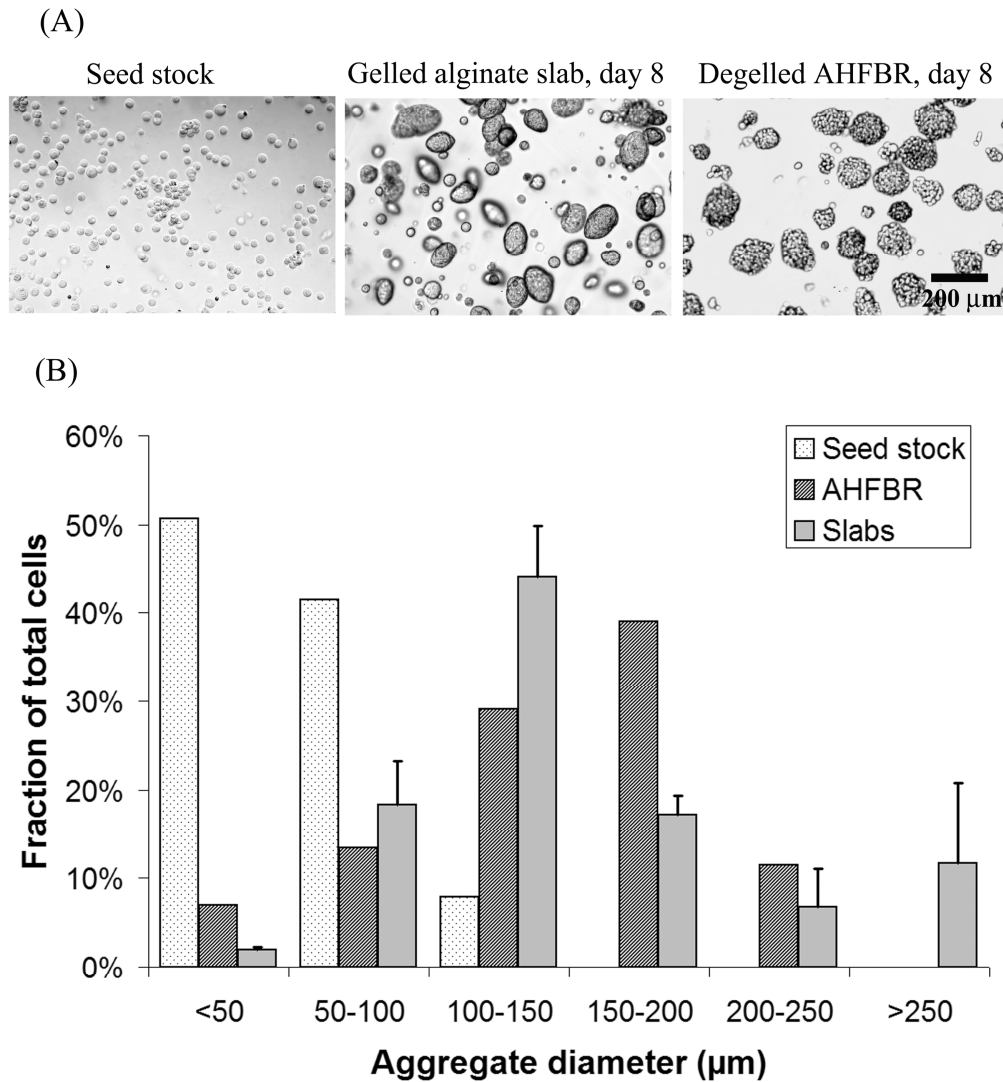 (A)
Seed stock
Gelled alginate slab, day 8
Degelled AHFBR, day 8
200 µm
(B)
60%
50%
40%
30%
20%
10%
0%
Fraction of total cells
Seed stock
AHFBR
Slabs
<50
50-100
100-150
150-200
200-250
>250
Aggregate diameter (µm)